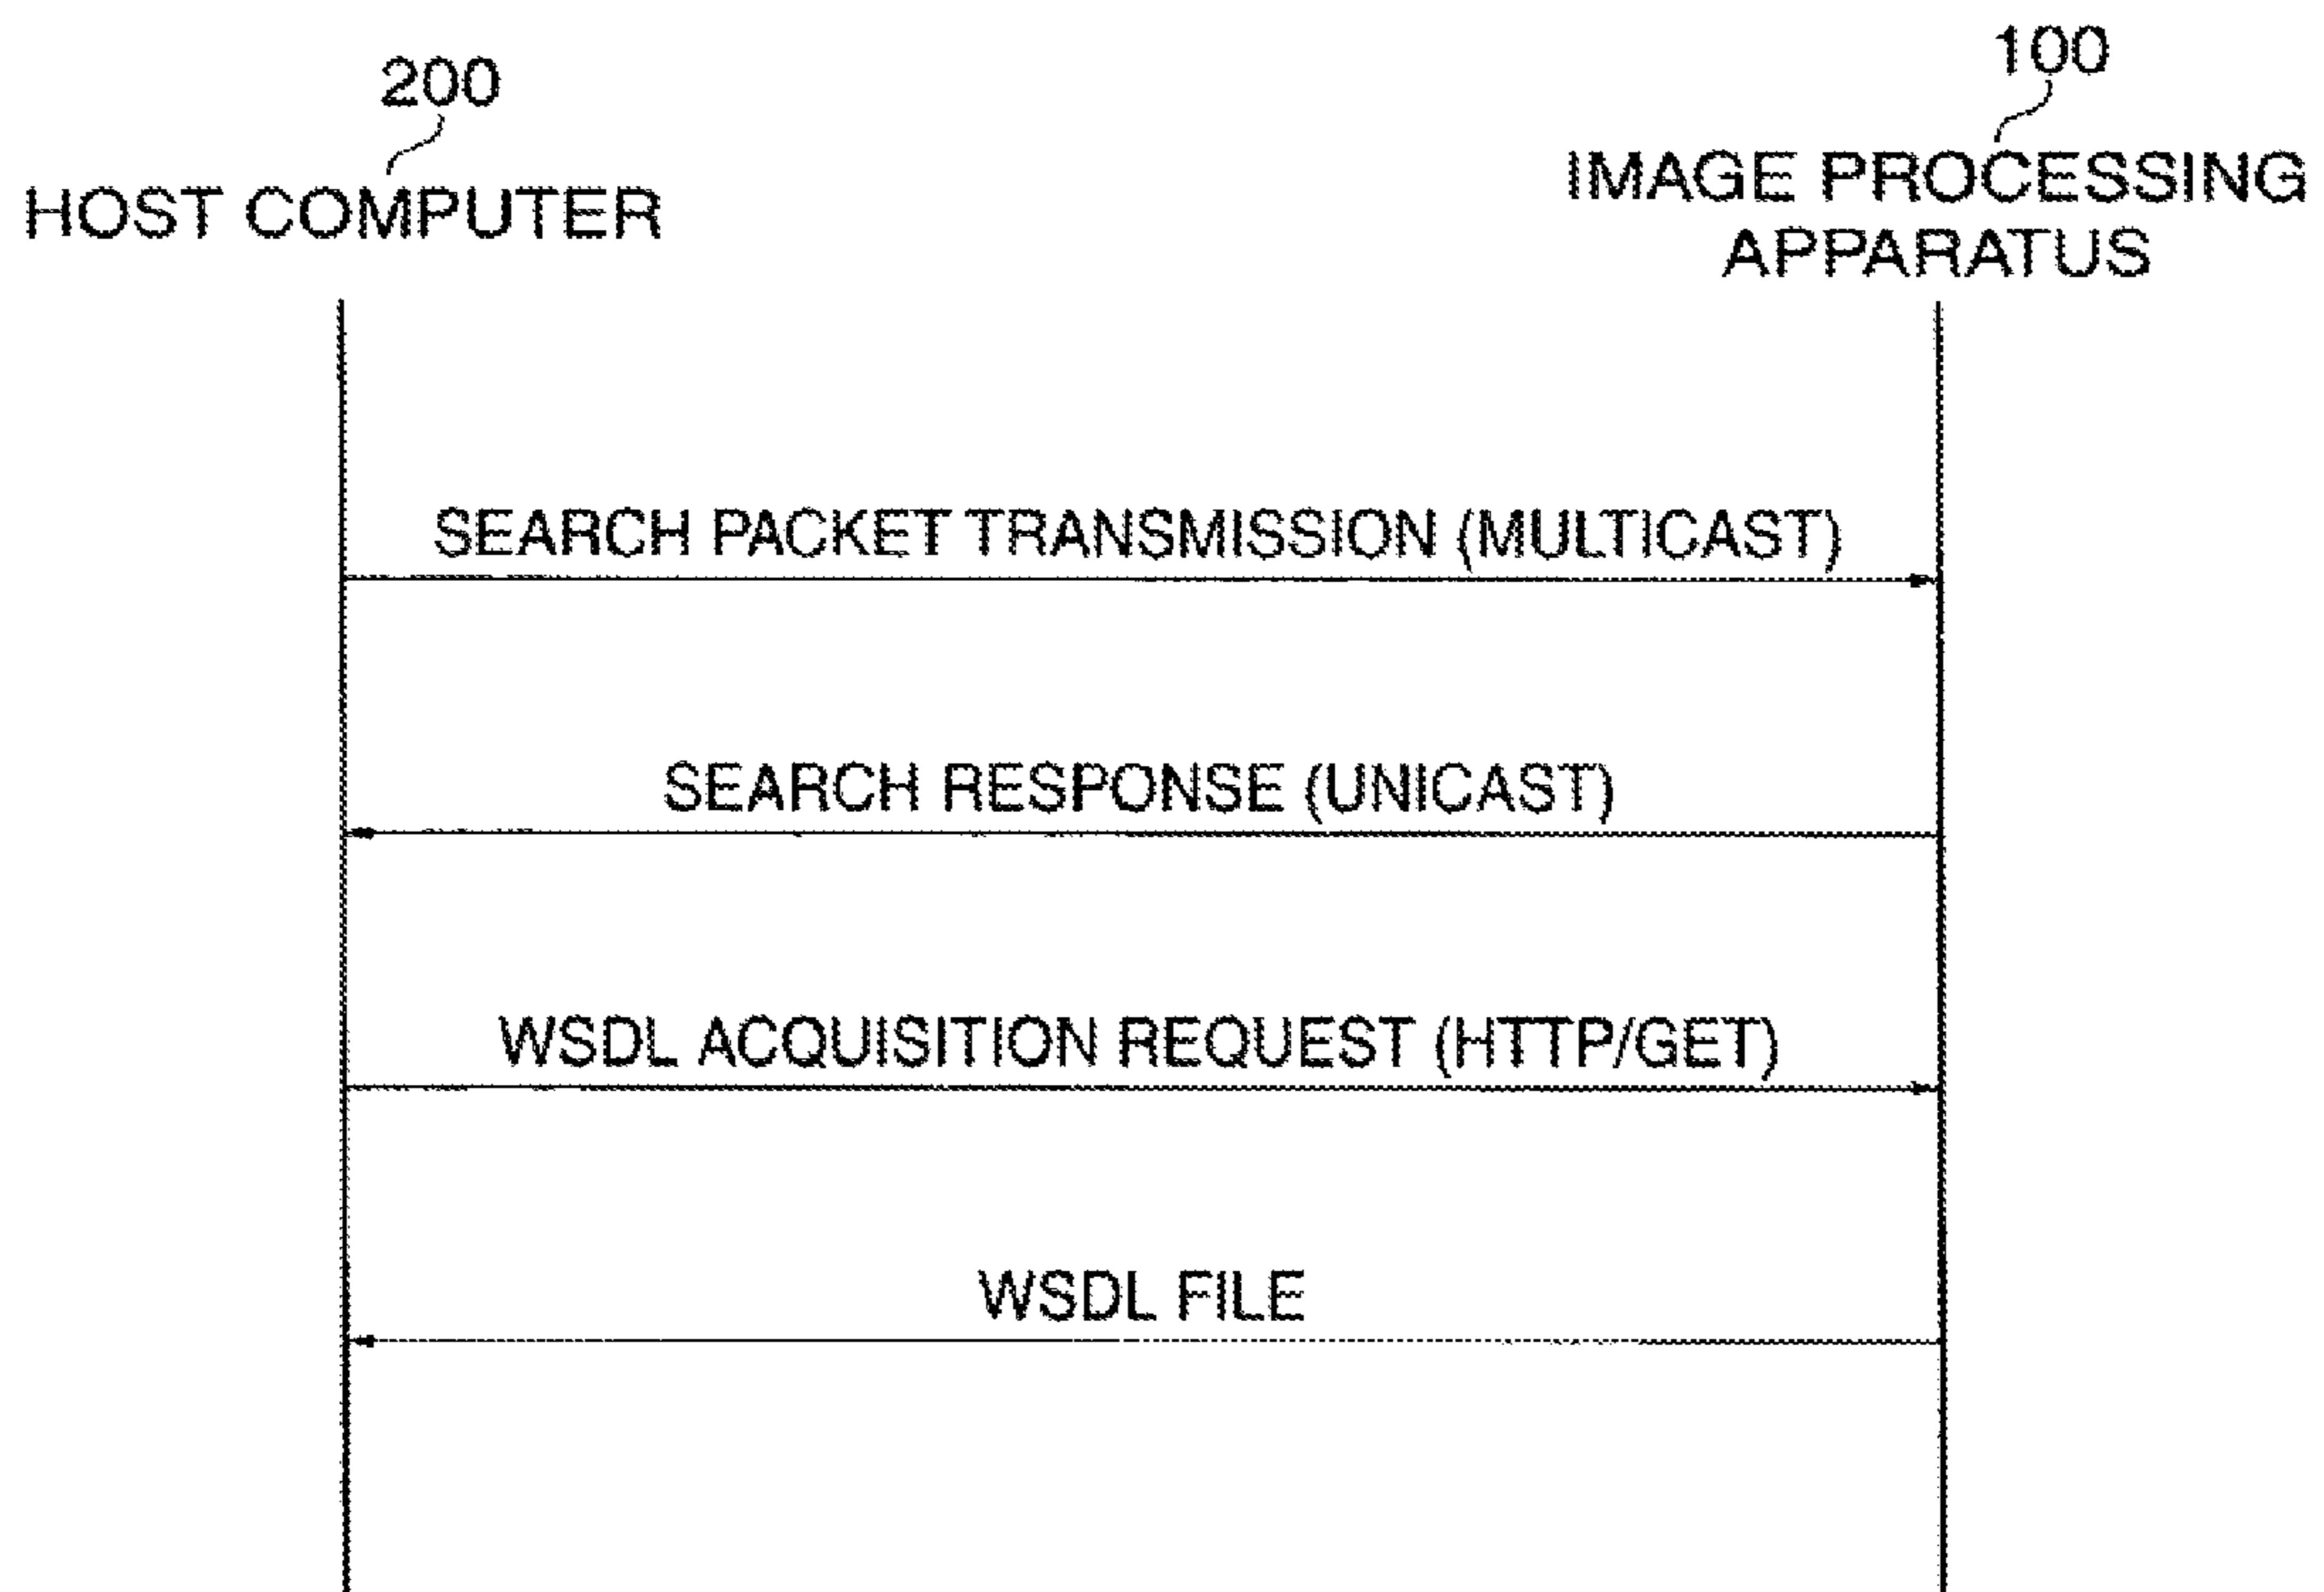 200
HOST COMPUTER
100
IMAGE PROCESSING
APPARATUS
SEARCH PACKET TRANSMISSION (MULTICAST)
SEARCH RESPONSE (UNICAST)
WSDL ACQUISITION REQUEST (HTTP/GET)
WSDL FILE